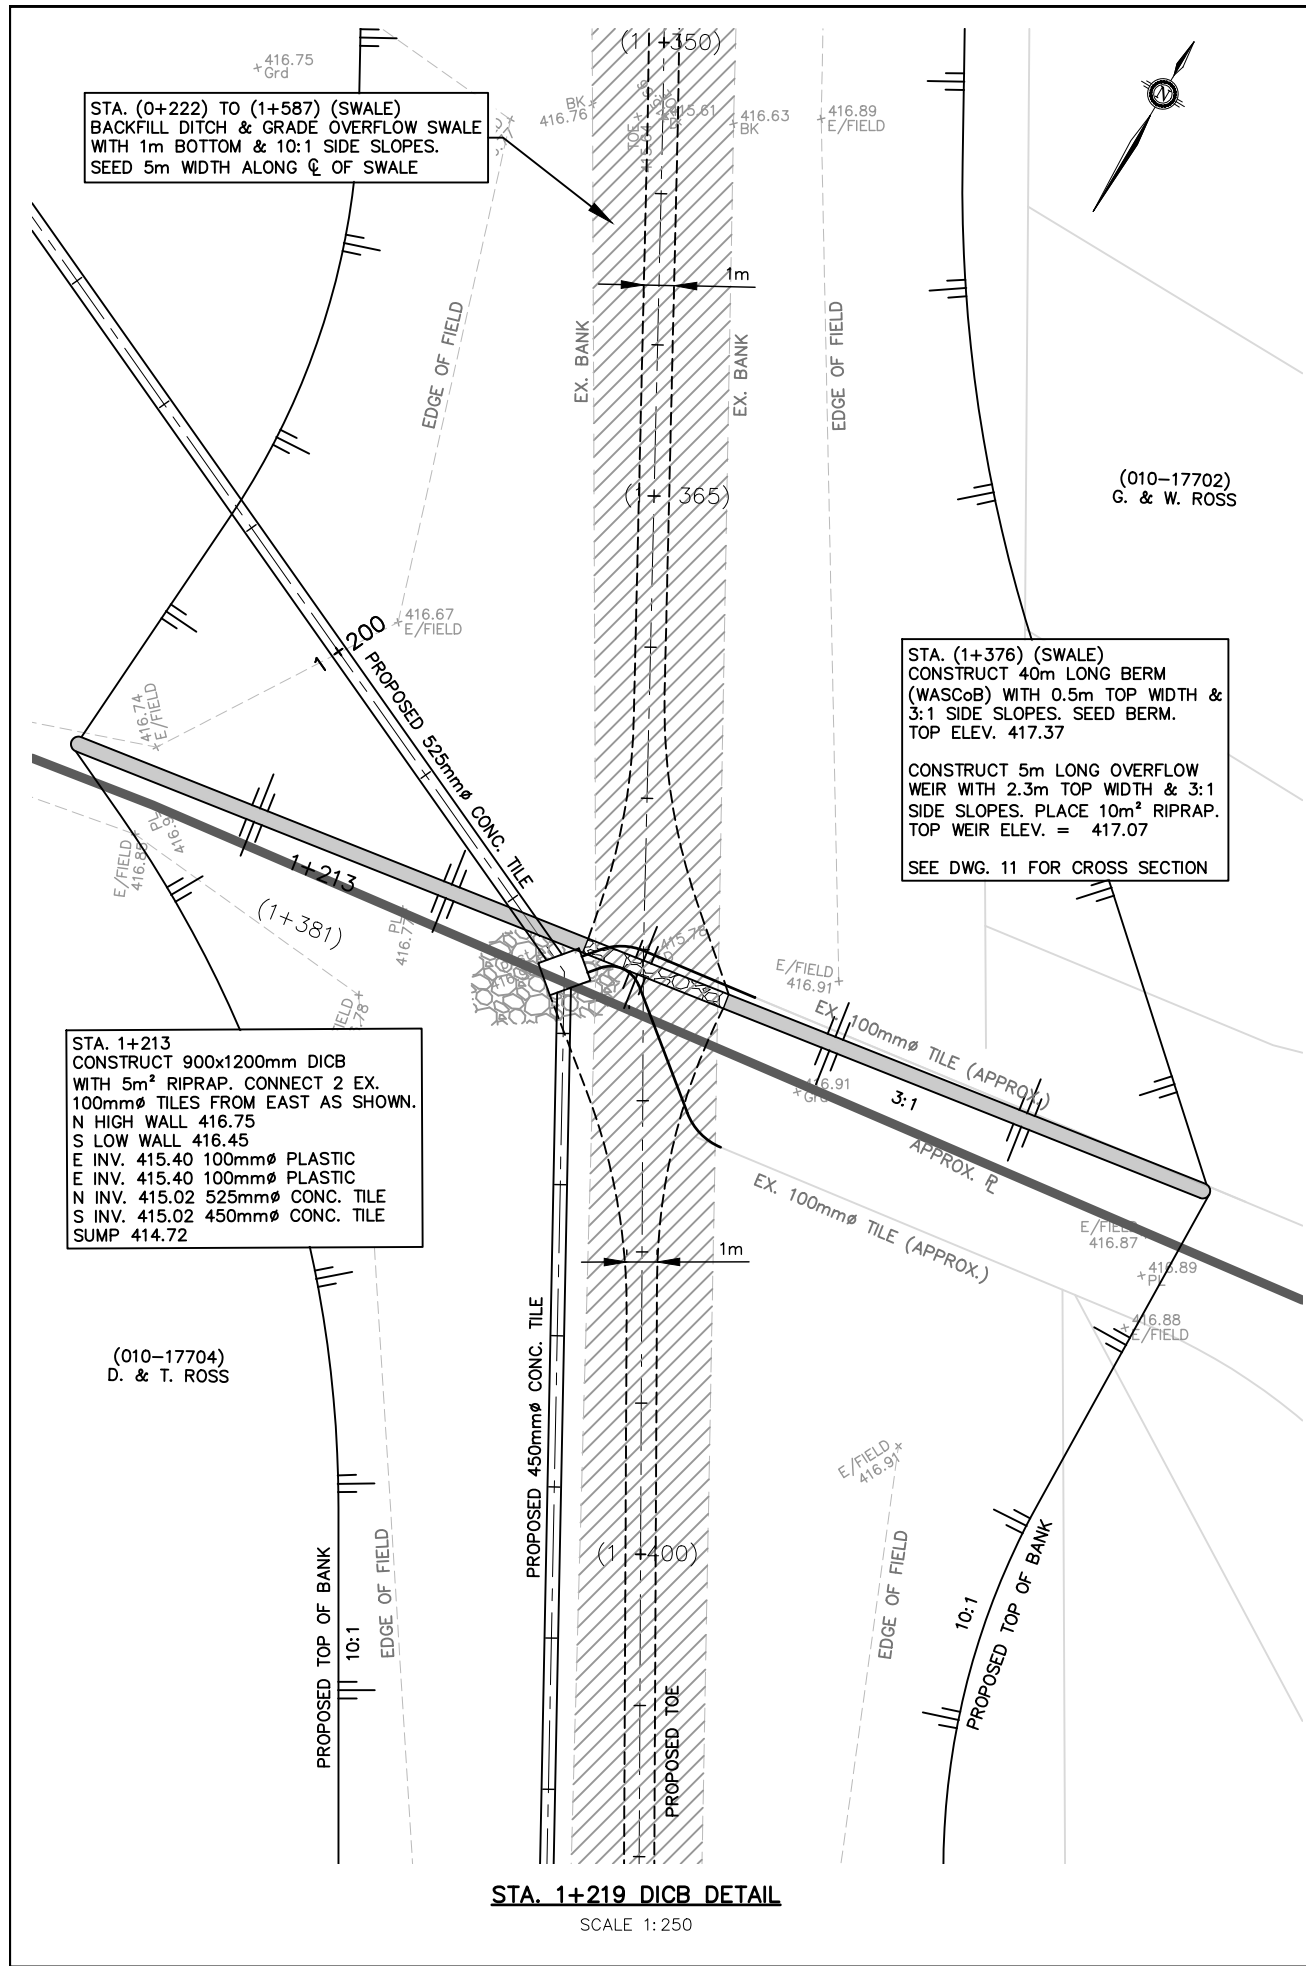 (1+350)
416.75
Grd
STA. (0+222) TO (1+587) (SWALE)
BACKFILL DITCH & GRADE OVERFLOW SWALE
WITH 1m BOTTOM & 10:1 SIDE SLOPES.
SEED 5m WIDTH ALONG ℄ OF SWALE
BK
416.76
TOE
416.63
BK
416.89
E/FIELD
N
1m
EDGE OF FIELD
EX. BANK
EX. BANK
EDGE OF FIELD
(1+365)
(010-17702)
G. & W. ROSS
416.67
E/FIELD
1+200
PROPOSED 525mmø CONC. TILE
416.74
E/FIELD
STA. (1+376) (SWALE)
CONSTRUCT 40m LONG BERM
(WASCoB) WITH 0.5m TOP WIDTH &
3:1 SIDE SLOPES. SEED BERM.
TOP ELEV. 417.37
CONSTRUCT 5m LONG OVERFLOW
WEIR WITH 2.3m TOP WIDTH & 3:1
SIDE SLOPES. PLACE 10m² RIPRAP.
TOP WEIR ELEV. = 417.07
SEE DWG. 11 FOR CROSS SECTION
PL
E/FIELD
1+213
(1+381)
PL
E/FIELD
416.91
EX. 100mmø TILE (APPROX.)
STA. 1+213
CONSTRUCT 900x1200mm DICB
WITH 5m² RIPRAP. CONNECT 2 EX.
100mmø TILES FROM EAST AS SHOWN.
N HIGH WALL 416.75
S LOW WALL 416.45
E INV. 415.40 100mmø PLASTIC
E INV. 415.40 100mmø PLASTIC
N INV. 415.02 525mmø CONC. TILE
S INV. 415.02 450mmø CONC. TILE
SUMP 414.72
416.91
3:1
APPROX. ℄
EX. 100mmø TILE (APPROX.)
E/FIELD
416.87
416.89
PL
416.88
E/FIELD
1m
(010-17704)
D. & T. ROSS
PROPOSED 450mmø CONC. TILE
E/FIELD
416.91
(1+400)
PROPOSED TOP OF BANK
10:1
EDGE OF FIELD
EDGE OF FIELD
10:1
PROPOSED TOP OF BANK
PROPOSED TOE
STA. 1+219 DICB DETAIL
SCALE 1:250